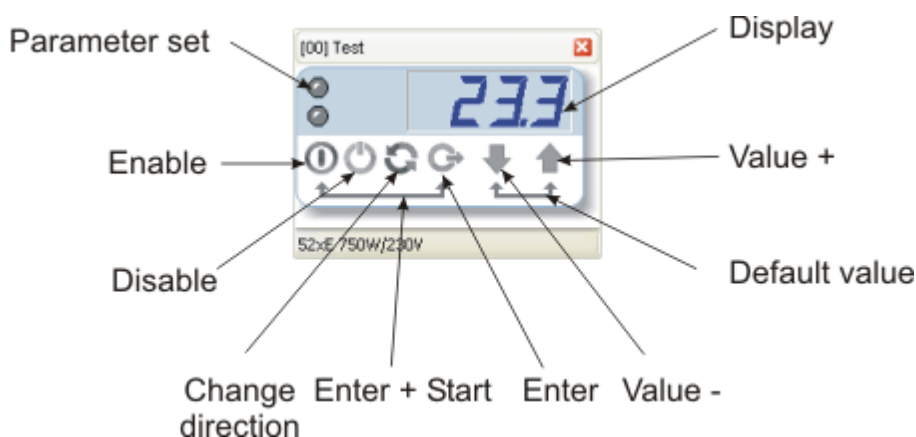 Parameter set
Display
[00] Test
23.3
Enable
Value +
52xE 750W/230V
Disable
Default value
Change direction
Enter + Start
Enter
Value -